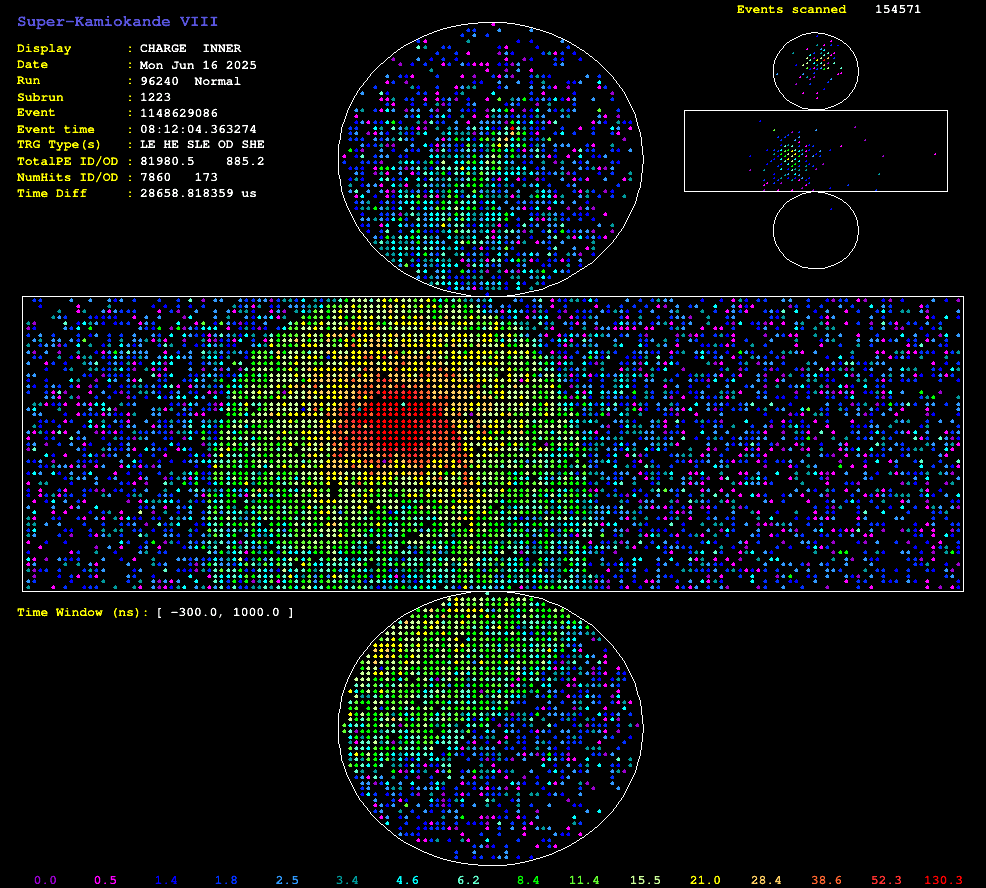 Super-Kamiokande VIII
Events scanned 154571
Display : CHARGE INNER
Date : Mon Jun 16 2025
Run : 96240 Normal
Subrun : 1223
Event : 1148629086
Event time : 08:12:04.363274
TRG Type(s) : LE HE SLE OD SHE
TotalPE ID/OD : 81980.5 885.2
NumHits ID/OD : 7860 173
Time Diff : 28658.818359 us
Time Window (ns): [ -300.0, 1000.0 ]
0.0 0.5 1.4 1.8 2.5 3.4 4.6 6.2 8.4 11.4 15.5 21.0 28.4 38.6 52.3 130.3